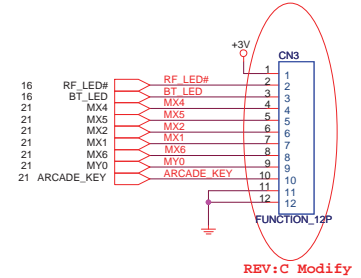 +3V
CN3
1 1
16 RF_LED# RF_LED# 2 2
16 BT_LED BT_LED 3 3
21 MX4 MX4 4 4
21 MX5 MX5 5 5
21 MX2 MX2 6 6
21 MX1 MX1 7 7
21 MX6 MX6 8 8
21 MY0 MY0 9 9
21 ARCADE_KEY ARCADE_KEY 10 10
11 11
12 12
FUNCTION_12P
REV:C Modify